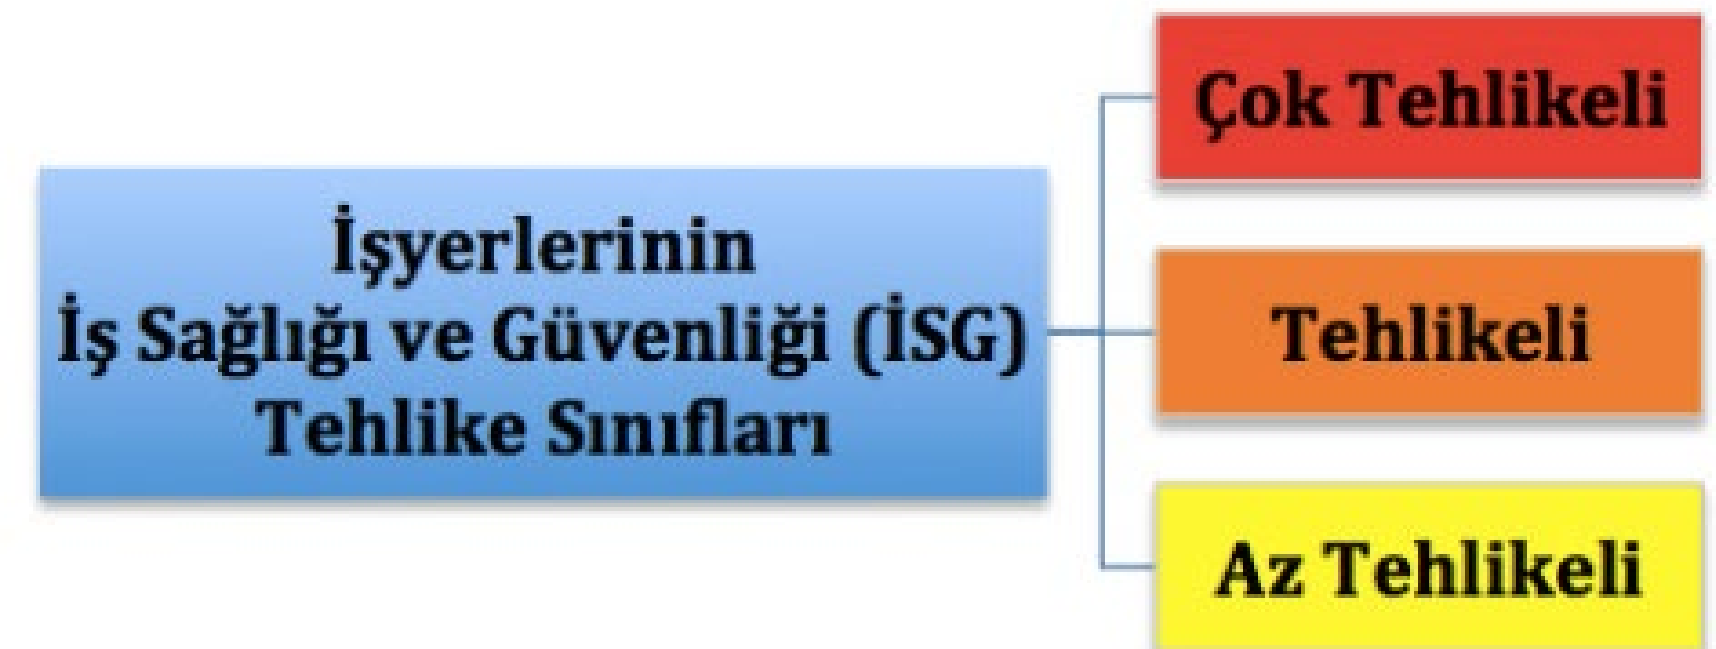 İşyerlerinin
İş Sağlığı ve Güvenliği (İSG)
Tehlike Sınıfları
Çok Tehlikeli
Tehlikeli
Az Tehlikeli